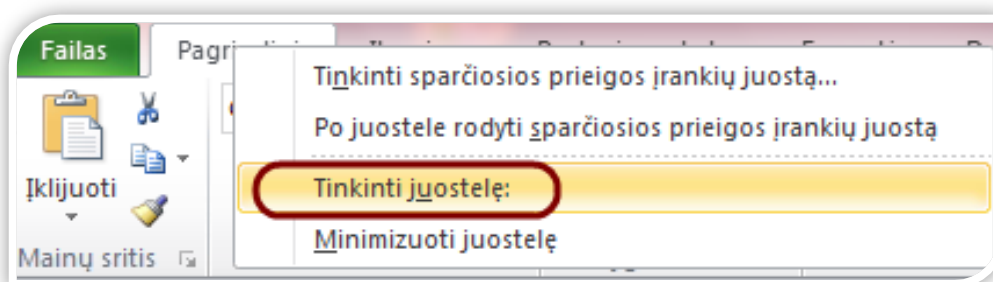 Failas
Tinkinti sparčiosios prieigos įrankių juostą...
Po juostele rodyti sparčiosios prieigos įrankių juostą
Įklijuoti
Tinkinti juostelę:
Minimizuoti juostelę
Mainų sritis